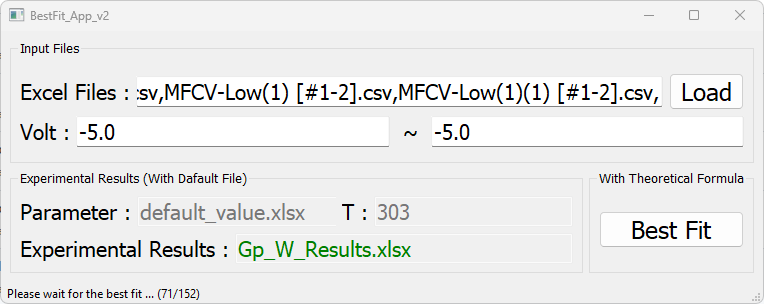 BestFit_App_v2
Input Files
Excel Files : csv,MFCV-Low(1) [#1-2].csv,MFCV-Low(1)(1) [#1-2].csv, Load
Volt : -5.0 ~ -5.0
Experimental Results (With Dafault File)
Parameter : default_value.xlsx T : 303
Experimental Results : Gp_W_Results.xlsx
With Theoretical Formula
Best Fit
Please wait for the best fit ... (71/152)